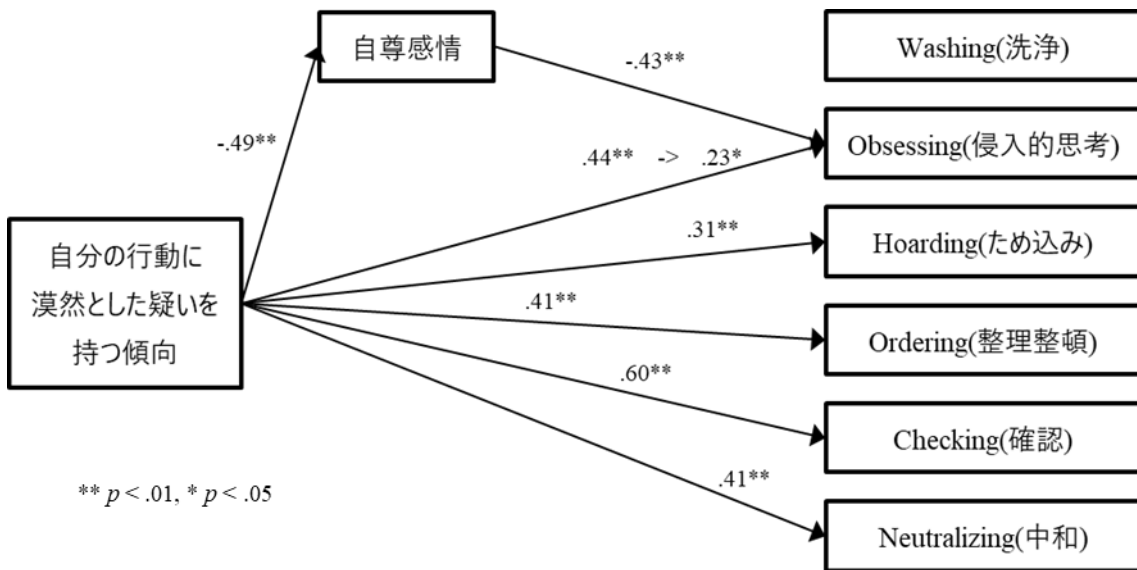 自尊感情
Washing(洗浄)
-.43**
Obsessing(侵入的思考)
-.49**
.44** -> .23*
自分の行動に
漠然とした疑いを
持つ傾向
.31**
Hoarding(ため込み)
.41**
Ordering(整理整頓)
.60**
Checking(確認)
.41**
Neutralizing(中和)
** p < .01, * p < .05